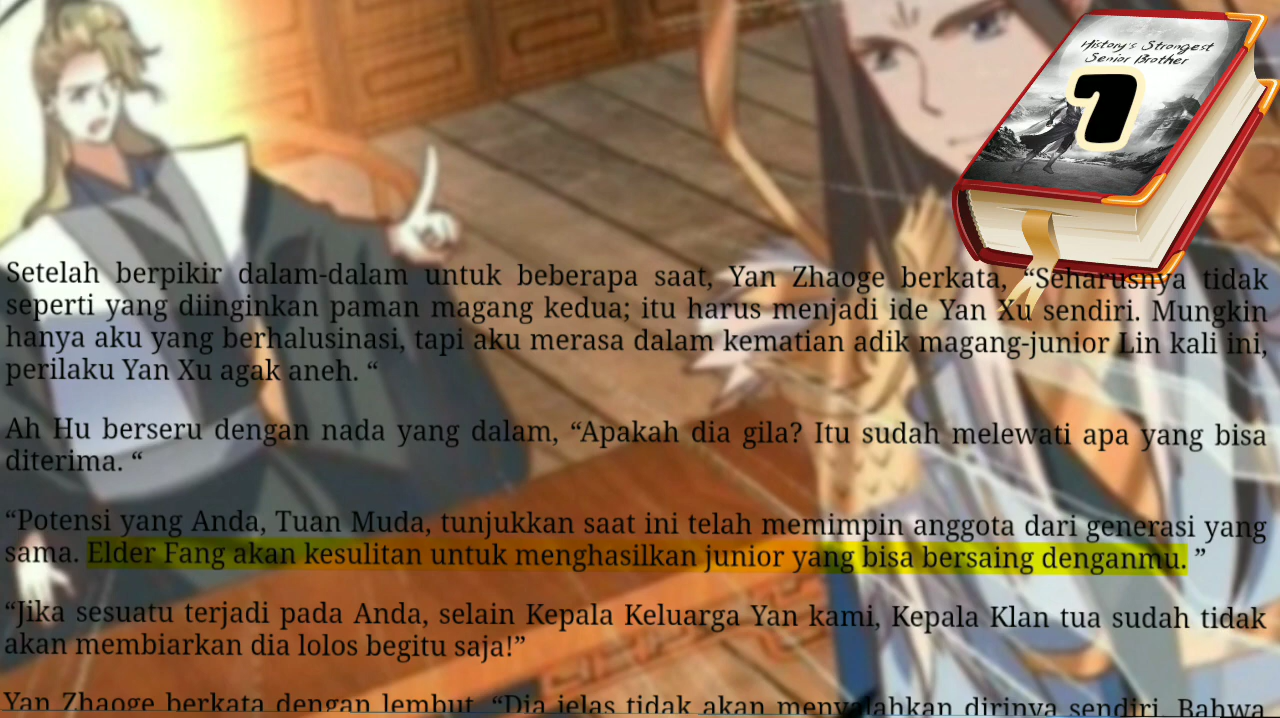 History's Strongest
Senior Brother
7
Setelah berpikir dalam-dalam untuk beberapa saat, Yan Zhaoge berkata, “Seharusnya tidak
seperti yang diinginkan paman magang kedua; itu harus menjadi ide Yan Xu sendiri. Mungkin
hanya aku yang berhalusinasi, tapi aku merasa dalam kematian adik magang-junior Lin kali ini,
perilaku Yan Xu agak aneh. “
Ah Hu berseru dengan nada yang dalam, “Apakah dia gila? Itu sudah melewati apa yang bisa
diterima. “
“Potensi yang Anda, Tuan Muda, tunjukkan saat ini telah memimpin anggota dari generasi yang
sama. Elder Fang akan kesulitan untuk menghasilkan junior yang bisa bersaing denganmu. ”
“Jika sesuatu terjadi pada Anda, selain Kepala Keluarga Yan kami, Kepala Klan tua sudah tidak
akan membiarkan dia lolos begitu saja!”
Yan Zhaoge berkata dengan lembut, “Dia jelas tidak akan menyalahkan dirinya sendiri. Bahwa